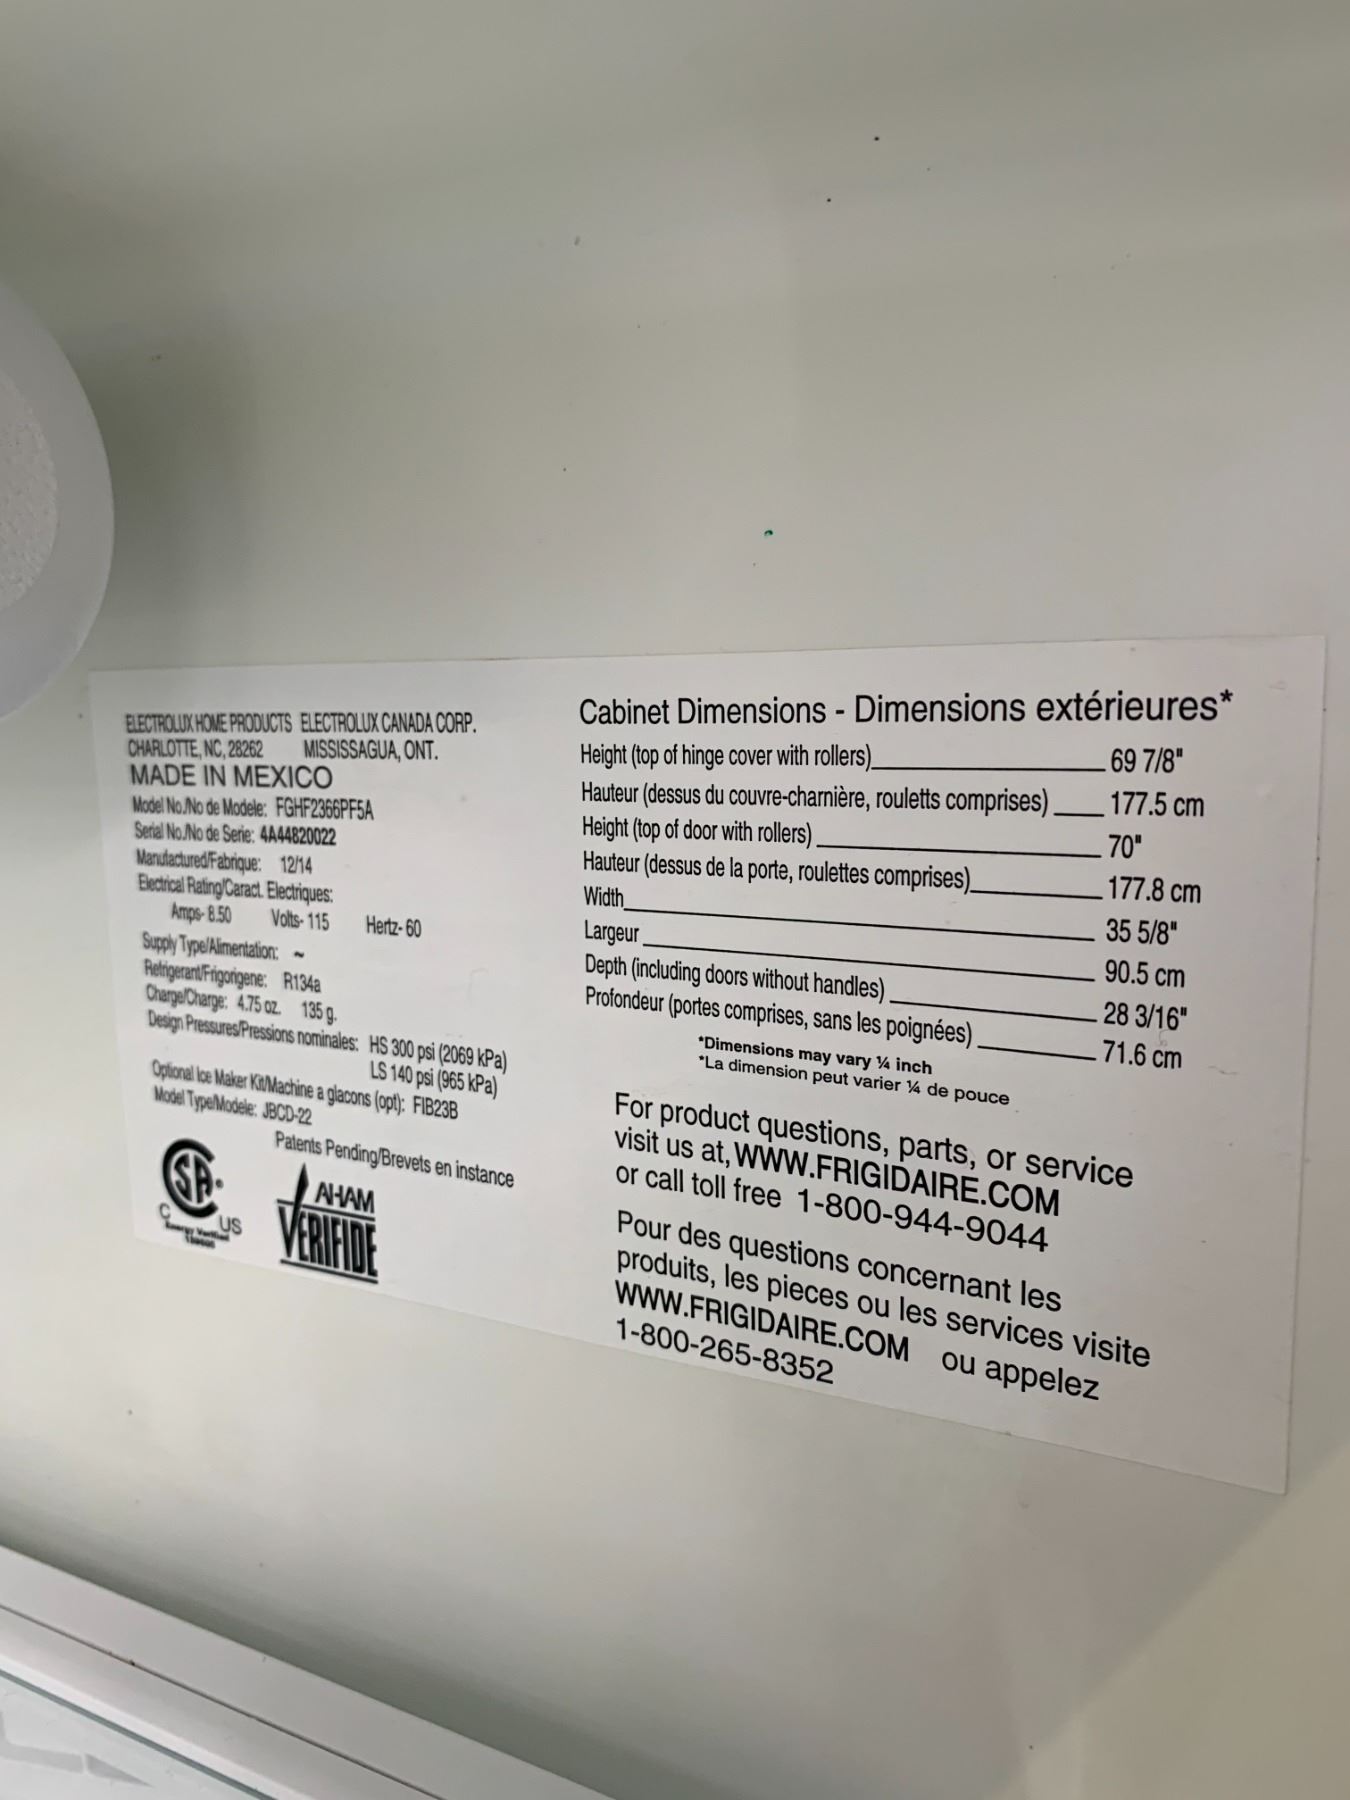 ELECTROLUX HOME PRODUCTS ELECTROLUX CANADA CORP.
CHARLOTTE, NC, 28262 MISSISSAGUA, ONT.
MADE IN MEXICO
Model No./No de Modele: FGHF2366PF5A
Serial No./No de Serie: 4A44820022
Manufactured/Fabrique: 12/14
Electrical Rating/Caract. Electriques:
Amps- 8.50 Volts- 115 Hertz- 60
Supply Type/Alimentation: ~
Refrigerant/Frigorigene: R134a
Charge/Charge: 4.75 oz. 135 g.
Design Pressures/Pressions nominales: HS 300 psi (2069 kPa)
LS 140 psi (965 kPa)
Optional Ice Maker Kit/Machine a glacons (opt): FIB23B
Model Type/Modele: JBCD-22
Patents Pending/Brevets en instance
SA
C US
Energy Verified
AHAM
VERIFIDE
Cabinet Dimensions - Dimensions extérieures*
Height (top of hinge cover with rollers) 69 7/8"
Hauteur (dessus du couvre-charnière, rouletts comprises) 177.5 cm
Height (top of door with rollers) 70"
Hauteur (dessus de la porte, roulettes comprises) 177.8 cm
Width 35 5/8"
Largeur 90.5 cm
Depth (including doors without handles) 28 3/16"
Profondeur (portes comprises, sans les poignées) 71.6 cm
*Dimensions may vary ¼ inch
*La dimension peut varier ¼ de pouce
For product questions, parts, or service
visit us at, WWW.FRIGIDAIRE.COM
or call toll free 1-800-944-9044
Pour des questions concernant les
produits, les pieces ou les services visite
WWW.FRIGIDAIRE.COM ou appelez
1-800-265-8352